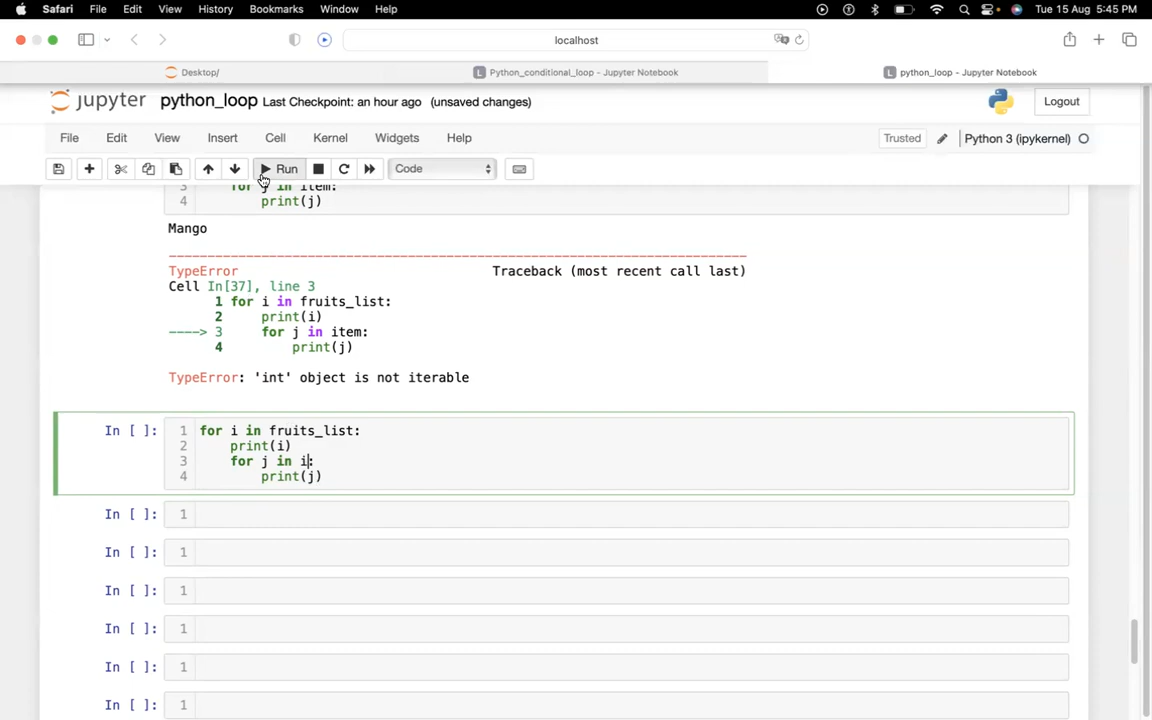 Safari File Edit View History Bookmarks Window Help Tue 15 Aug 5:45 PM
localhost
Desktop/ Python_conditional_loop - Jupyter Notebook python_loop - Jupyter Notebook
jupyter python_loop Last Checkpoint: an hour ago (unsaved changes) Logout
File Edit View Insert Cell Kernel Widgets Help Trusted Python 3 (ipykernel)
Run Code
3 for j in item:
4 print(j)
Mango
---------------------------------------------------------------------------
TypeError Traceback (most recent call last)
Cell In[37], line 3
1 for i in fruits_list:
2 print(i)
----> 3 for j in item:
4 print(j)
TypeError: 'int' object is not iterable
In [ ]: 1 for i in fruits_list:
2 print(i)
3 for j in i:
4 print(j)
In [ ]: 1
In [ ]: 1
In [ ]: 1
In [ ]: 1
In [ ]: 1
In [ ]: 1